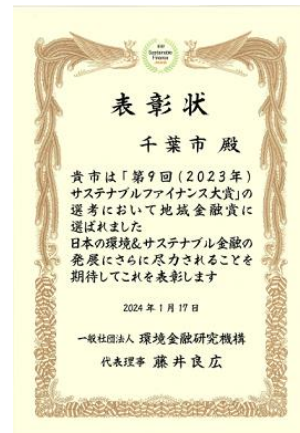 RIEF
Sustainable
Finance
表彰状
千葉市 殿
貴市は「第9回(2023年)
サステナブルファイナンス大賞」の
選考において地域金融賞に
選ばれました
日本の環境&サステナブル金融の
発展にさらに尽力されることを
期待してこれを表彰します
2024年1月17日
一般社団法人 環境金融研究機構
代表理事 藤井良広